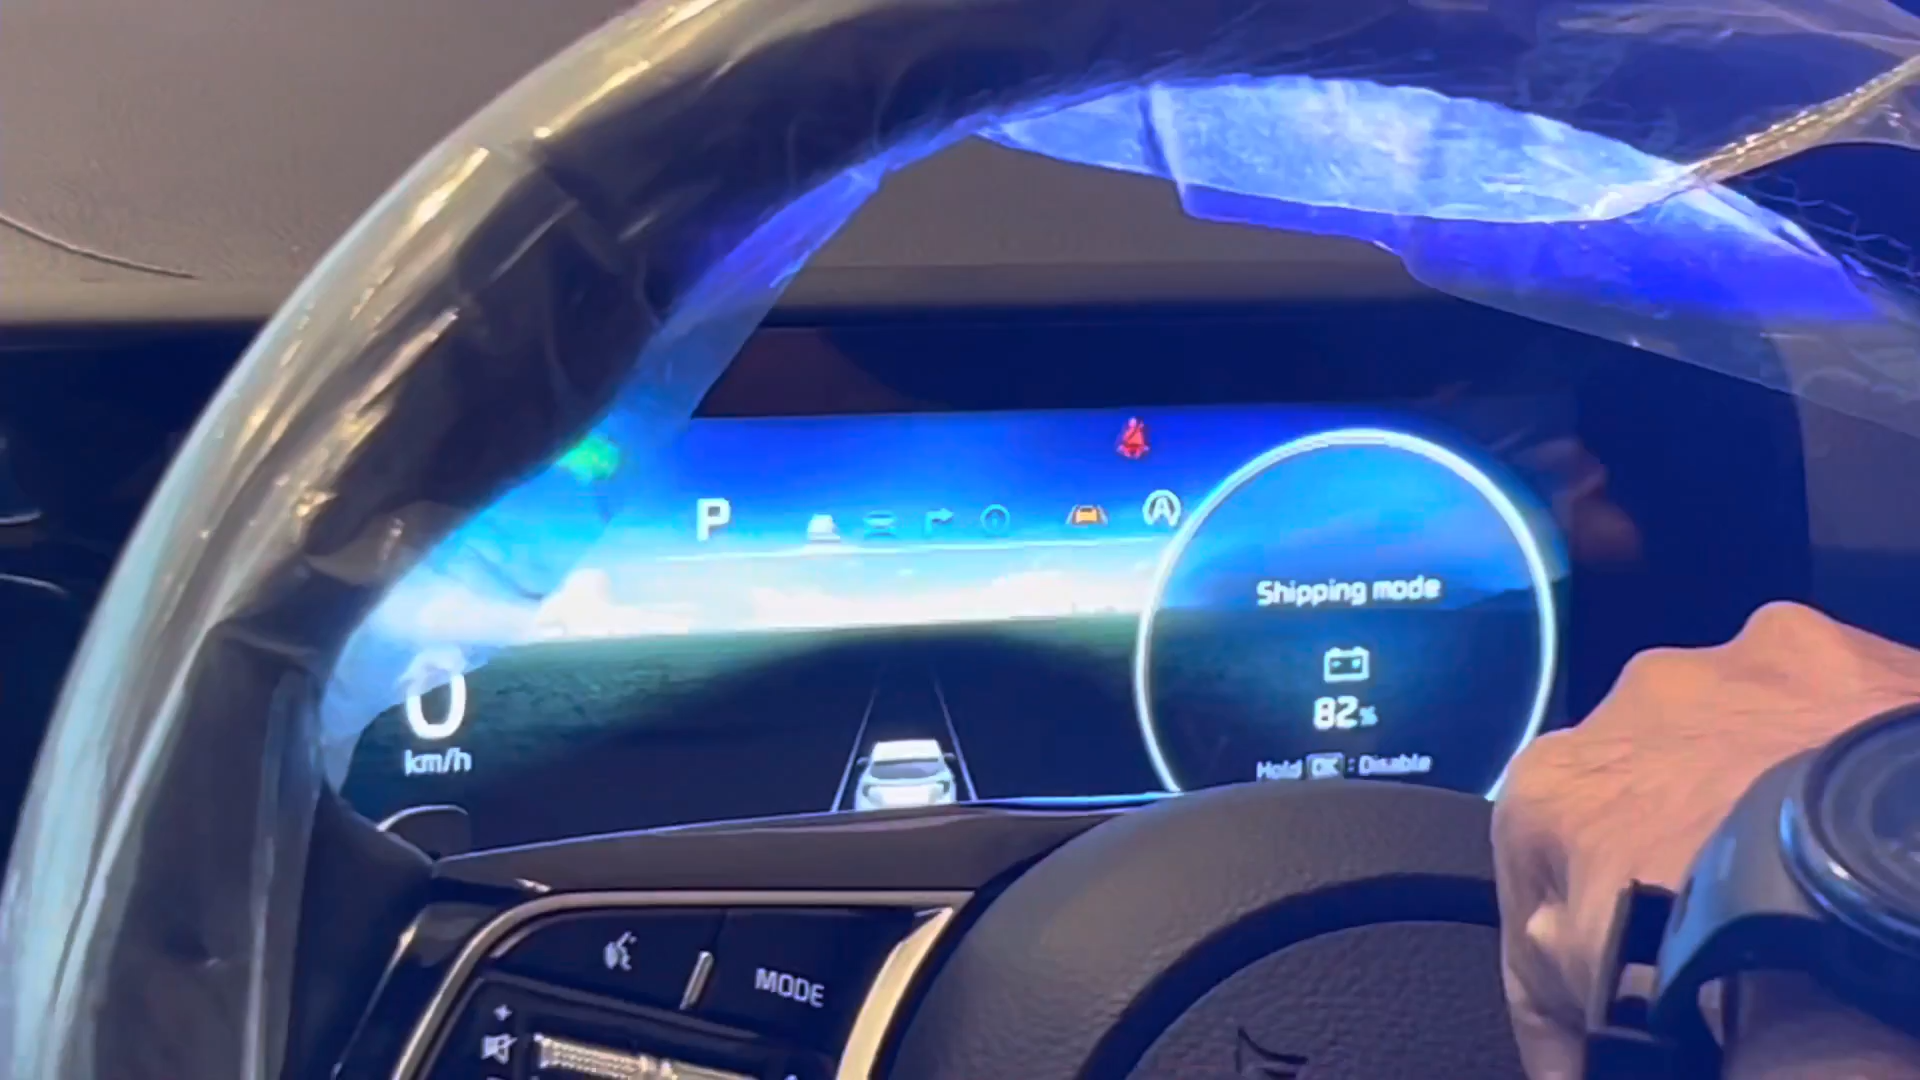 P
A
Shipping mode
82%
Hold OK : Disable
0
km/h
MODE
+